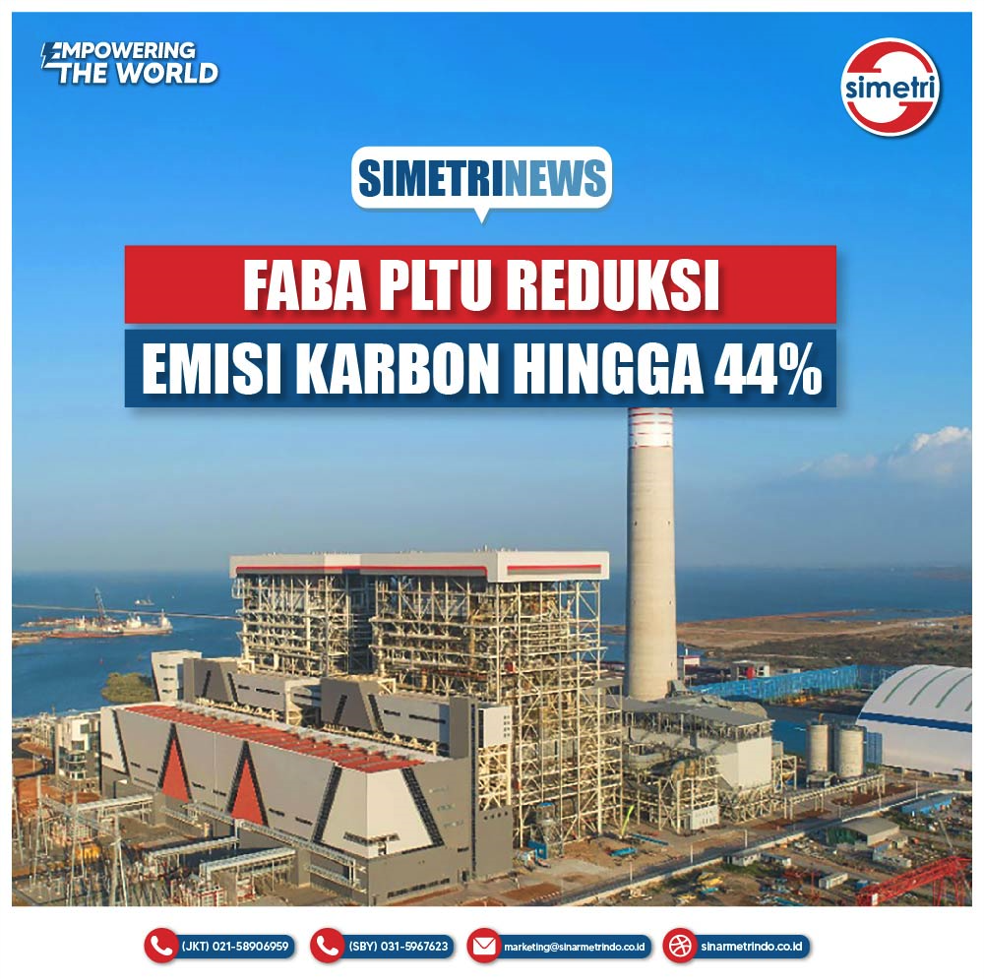 EMPOWERING
THE WORLD
simetri
SIMETRINEWS
FABA PLTU REDUKSI
EMISI KARBON HINGGA 44%
(JKT) 021-58906959
(SBY) 031-5967623
marketing@sinarmetrindo.co.id
sinarmetrindo.co.id